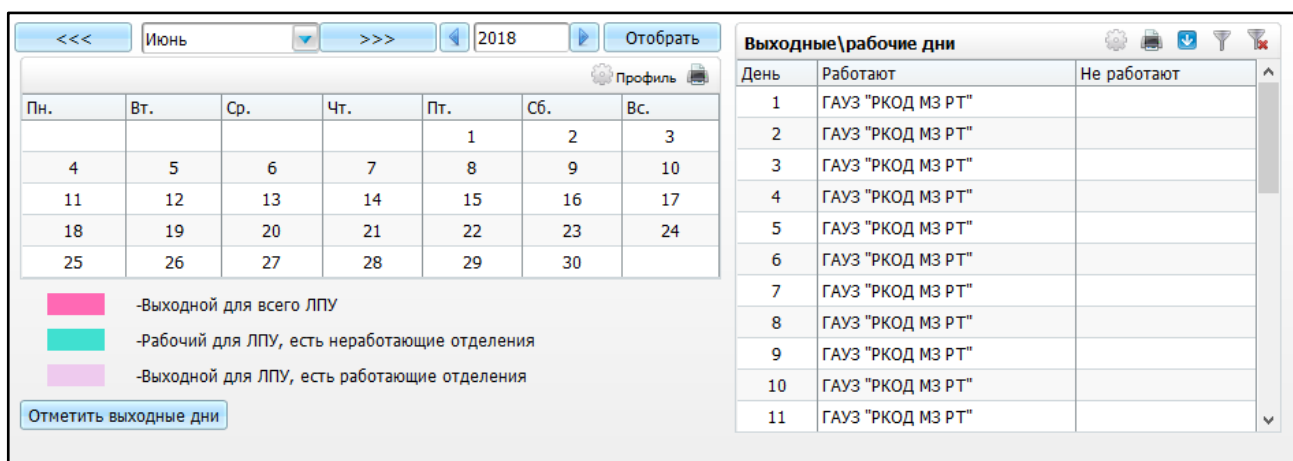 <<< Июнь >>> 2018 Отобрать
Профиль
Пн. Вт. Ср. Чт. Пт. Сб. Вс.
1 2 3
4 5 6 7 8 9 10
11 12 13 14 15 16 17
18 19 20 21 22 23 24
25 26 27 28 29 30
-Выходной для всего ЛПУ
-Рабочий для ЛПУ, есть неработающие отделения
-Выходной для ЛПУ, есть работающие отделения
Отметить выходные дни
Выходные\рабочие дни
День Работают Не работают
1 ГАУЗ "РКОД МЗ РТ"
2 ГАУЗ "РКОД МЗ РТ"
3 ГАУЗ "РКОД МЗ РТ"
4 ГАУЗ "РКОД МЗ РТ"
5 ГАУЗ "РКОД МЗ РТ"
6 ГАУЗ "РКОД МЗ РТ"
7 ГАУЗ "РКОД МЗ РТ"
8 ГАУЗ "РКОД МЗ РТ"
9 ГАУЗ "РКОД МЗ РТ"
10 ГАУЗ "РКОД МЗ РТ"
11 ГАУЗ "РКОД МЗ РТ"